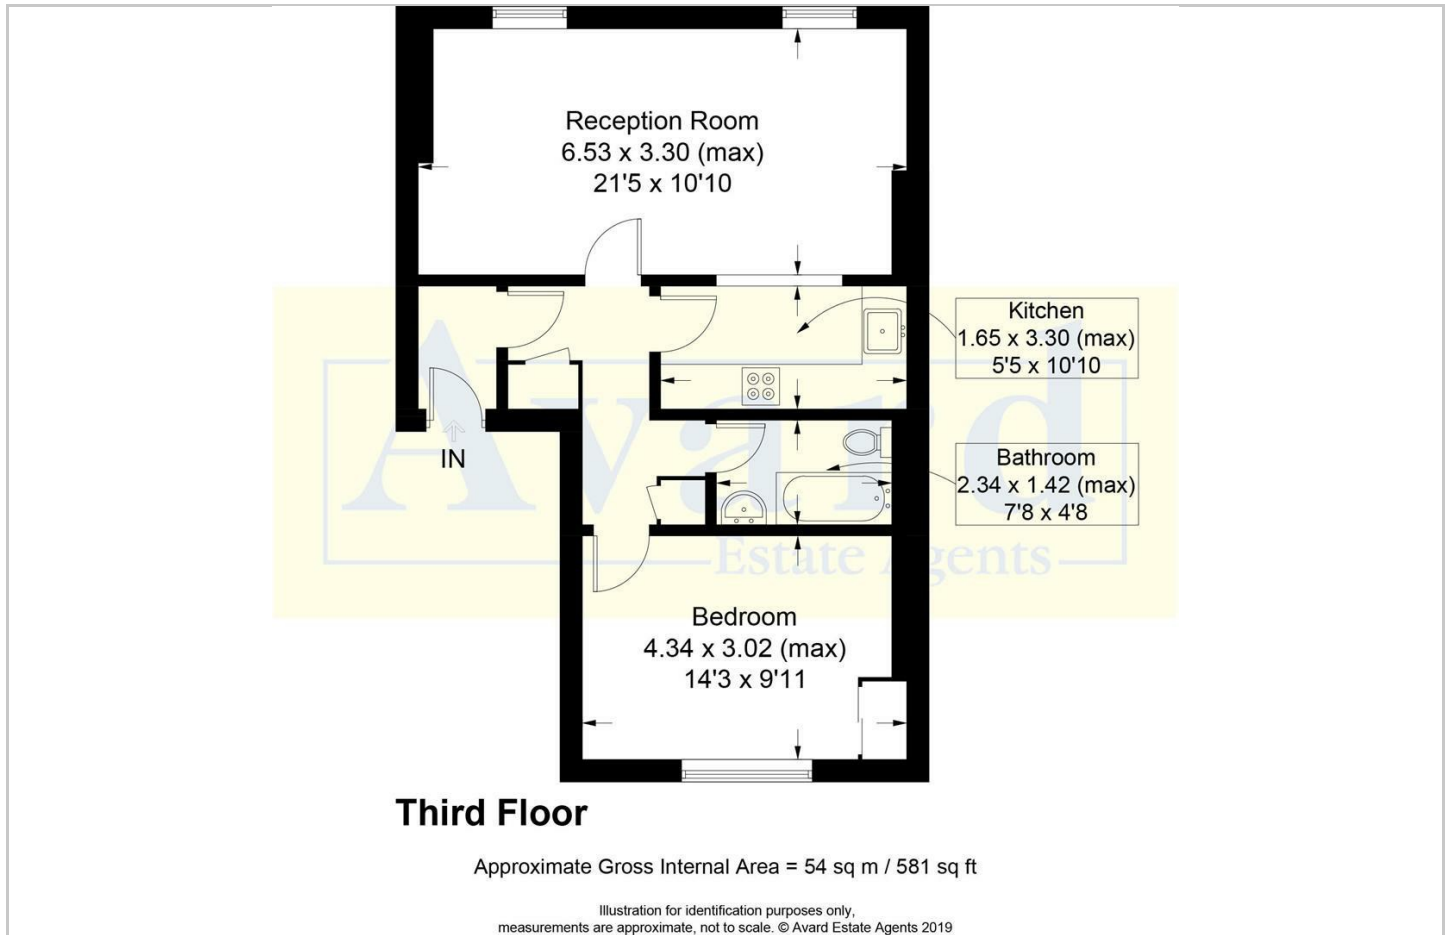 Reception Room
6.53 x 3.30 (max)
21'5 x 10'10
Kitchen
1.65 x 3.30 (max)
5'5 x 10'10
IN
Bathroom
2.34 x 1.42 (max)
7'8 x 4'8
Avard
Estate Agents
Bedroom
4.34 x 3.02 (max)
14'3 x 9'11
Third Floor
Approximate Gross Internal Area = 54 sq m / 581 sq ft
Illustration for identification purposes only,
measurements are approximate, not to scale. © Avard Estate Agents 2019